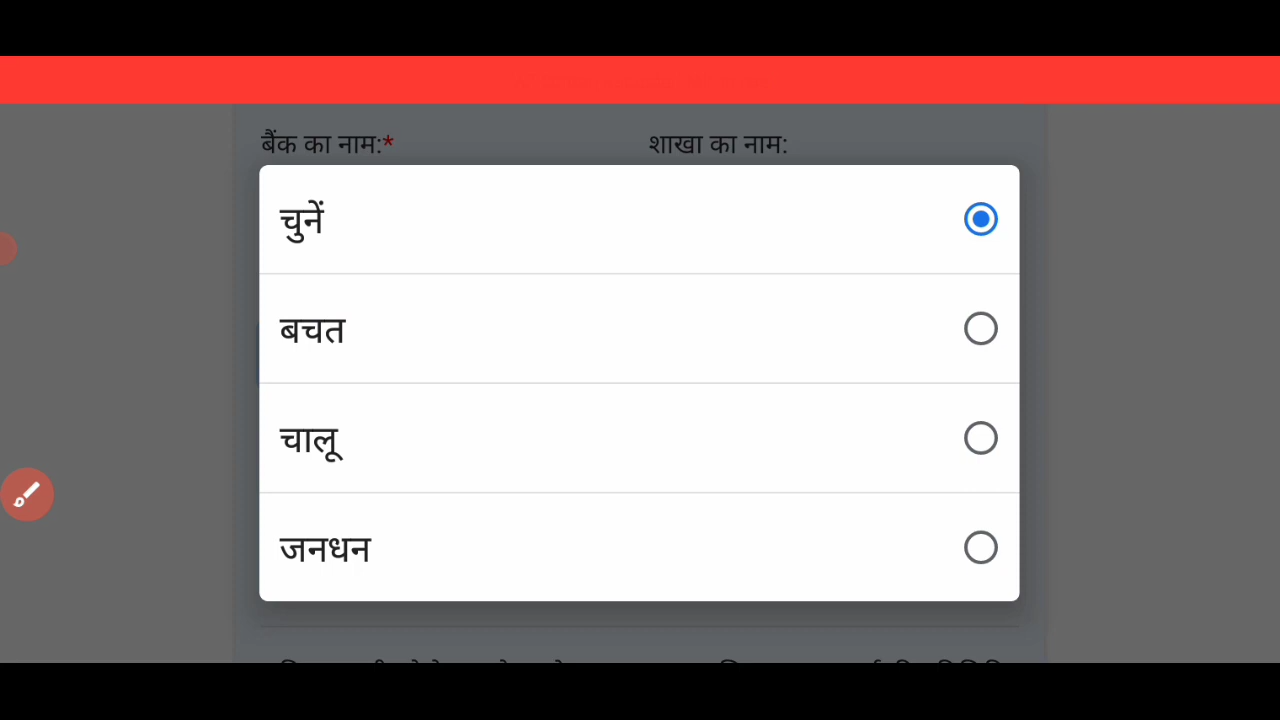 बैंक का नाम:* शाखा का नाम:
चुनें
बचत
चालू
जनधन